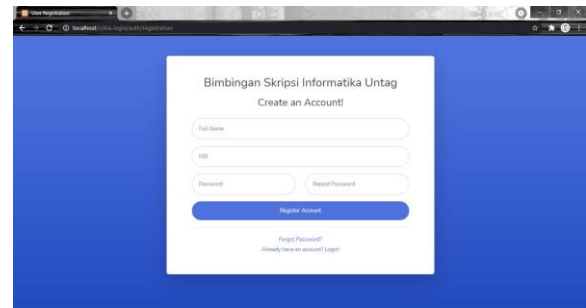 User Registration
localhost/coba-login/auth/registration
Bimbingan Skripsi Informatika Untag
Create an Account!
Full Name
NBI
Password Repeat Password
Register Account
Forgot Password?
Already have an account? Login!